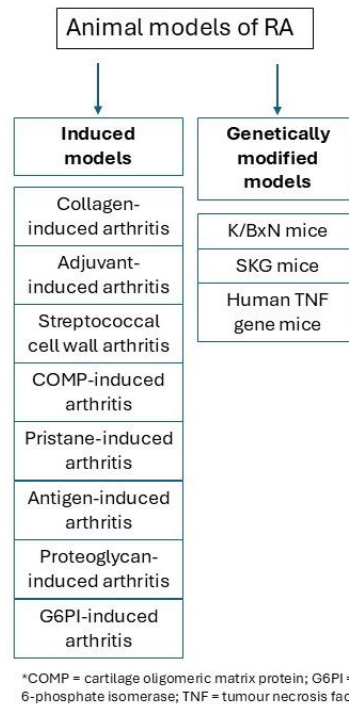 Animal models of RA
Induced
models
Collagen-
induced arthritis
Adjuvant-
induced arthritis
Streptococcal
cell wall arthritis
COMP-induced
arthritis
Pristane-induced
arthritis
Antigen-induced
arthritis
Proteoglycan-
induced arthritis
G6PI-induced
arthritis
Genetically
modified
models
K/BxN mice
SKG mice
Human TNF
gene mice
*COMP = cartilage oligomeric matrix protein; G6PI =
6-phosphate isomerase; TNF = tumour necrosis fac